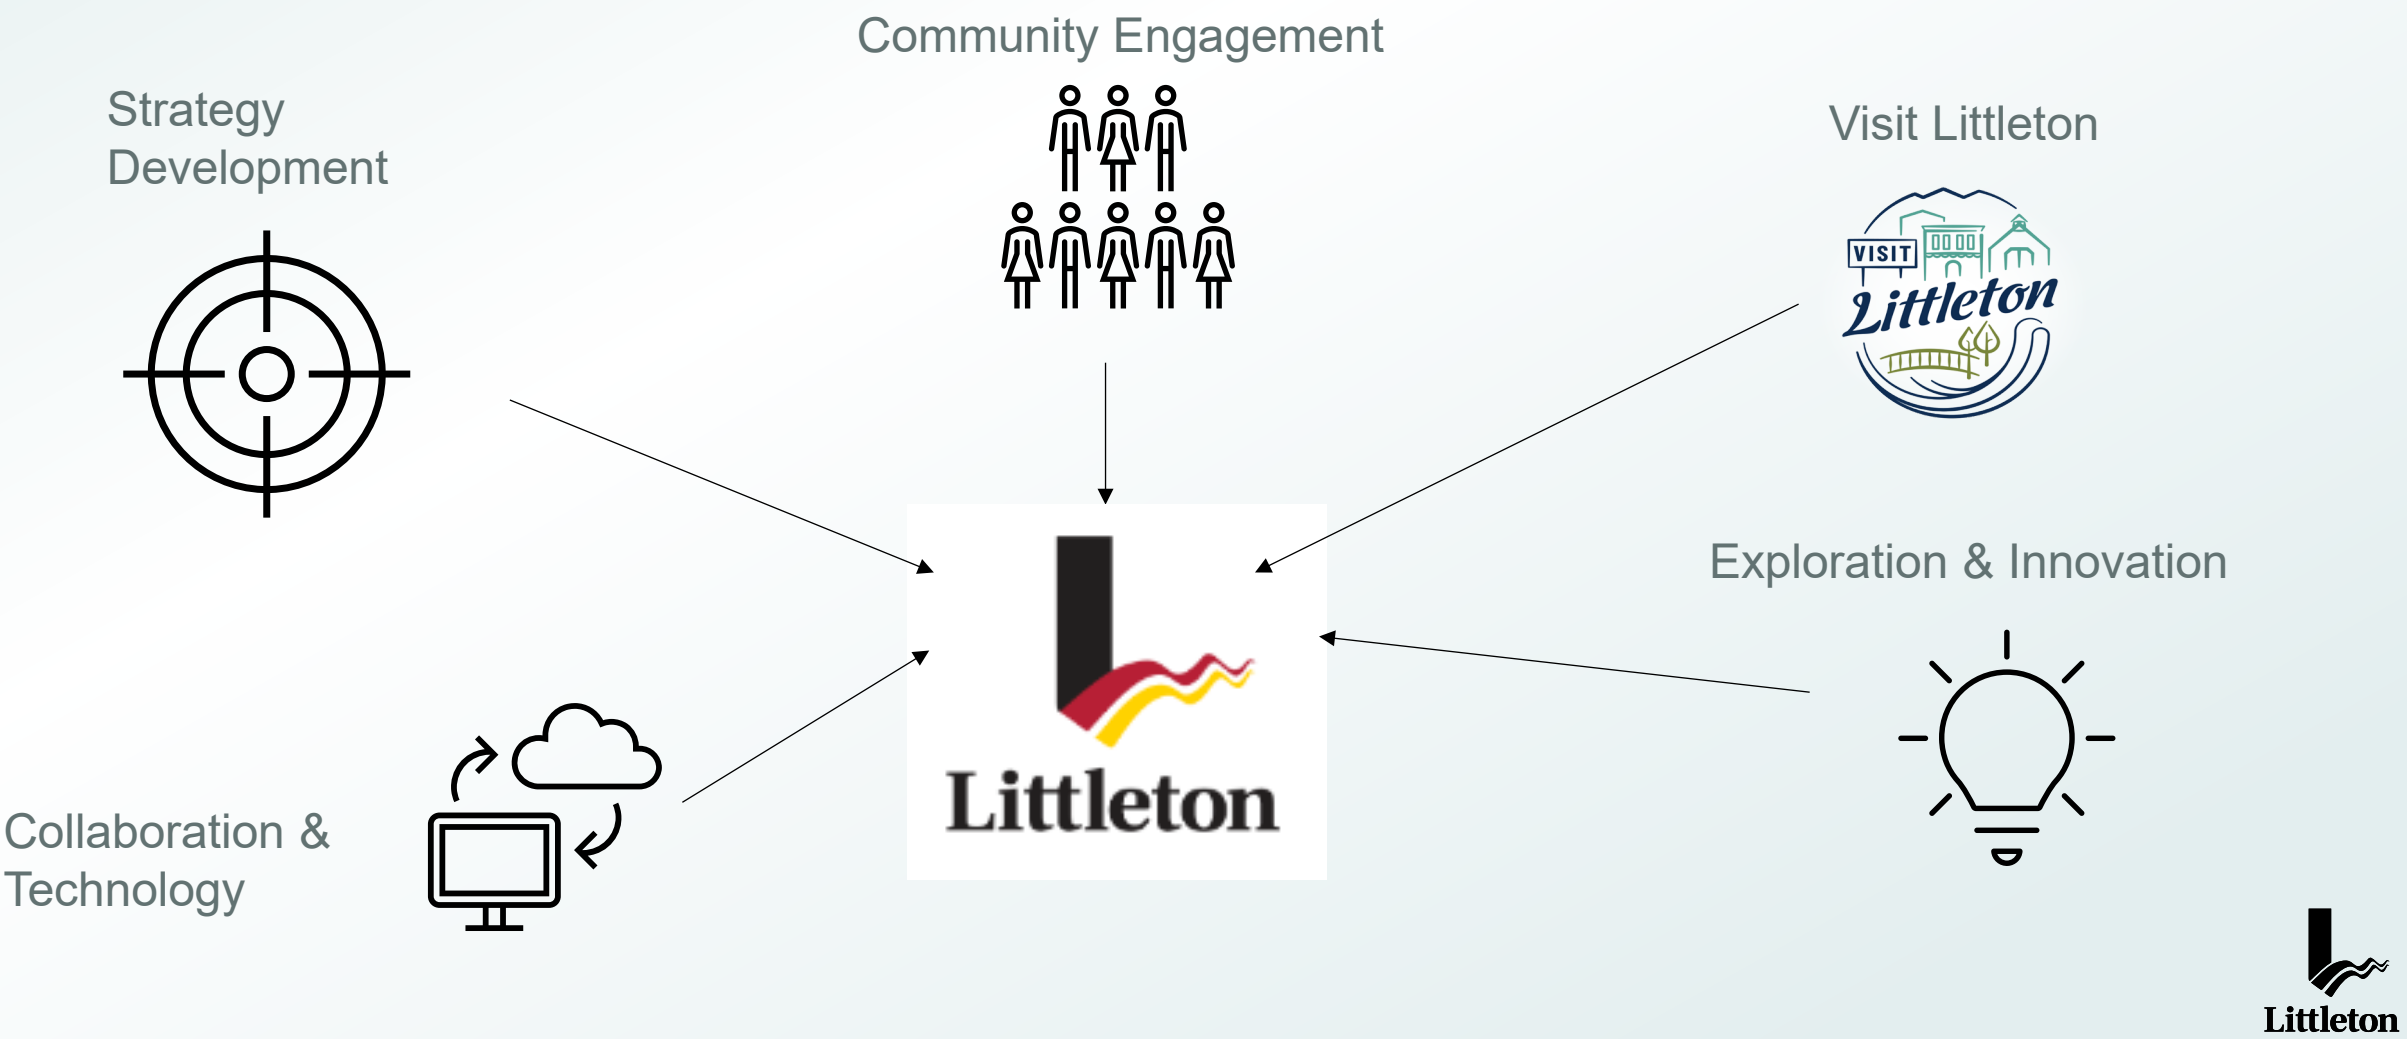 Community Engagement
Strategy
Development
Visit Littleton
VISIT
Littleton
Exploration & Innovation
Littleton
Collaboration &
Technology
Littleton